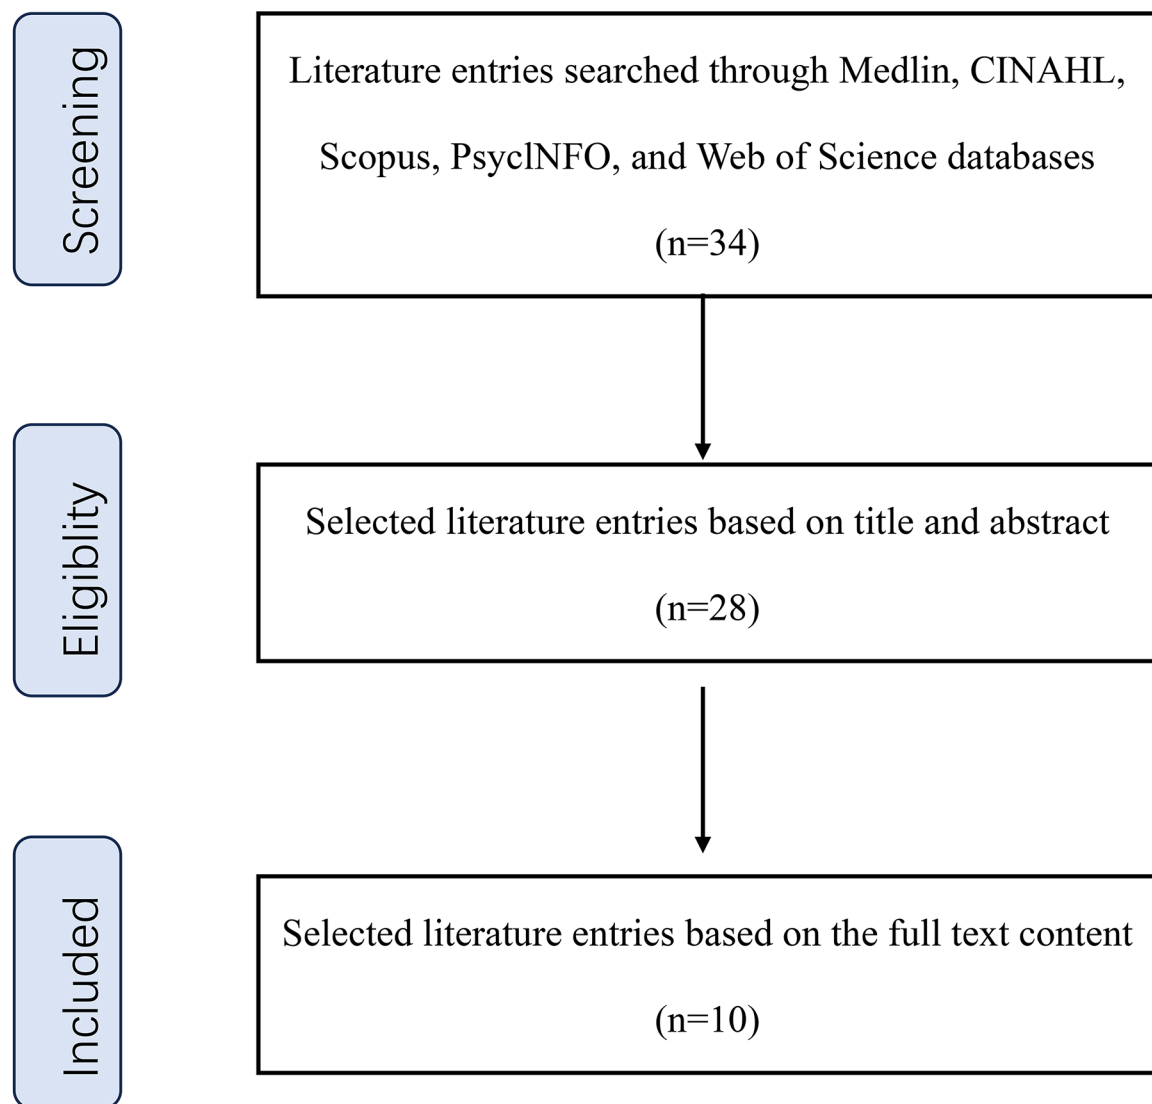 Screening
Literature entries searched through Medlin, CINAHL,
Scopus, PsyclNFO, and Web of Science databases
(n=34)
Eligiblity
Selected literature entries based on title and abstract
(n=28)
Included
Selected literature entries based on the full text content
(n=10)